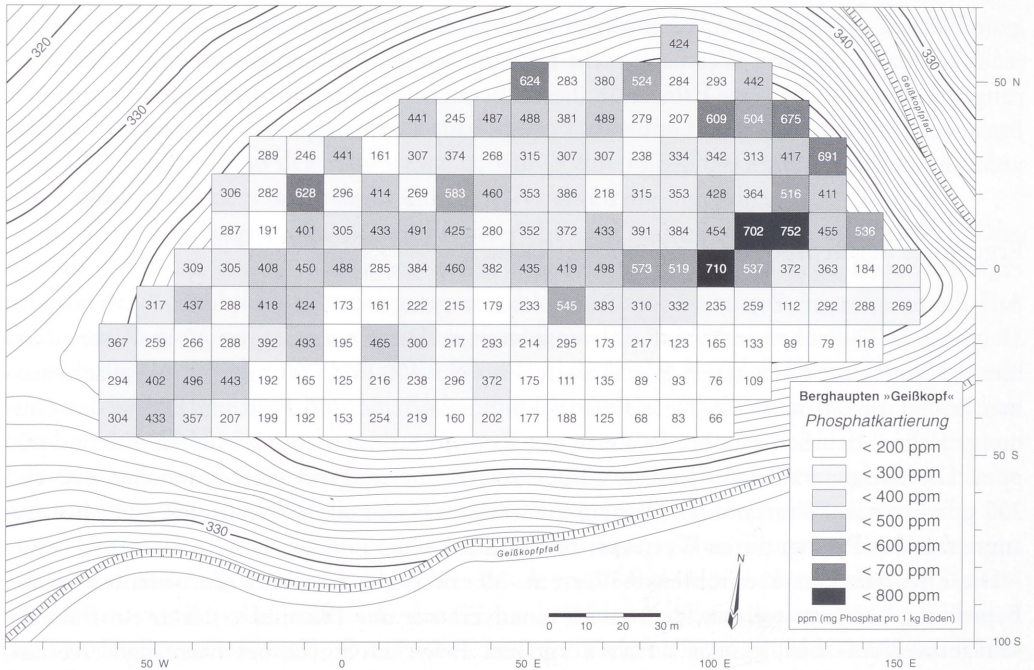 320
330
340
330
Geißkopfpfad
424
624 283 380 524 284 293 442
50 N
441 245 487 488 381 489 279 207 609 504 675
289 246 441 161 307 374 268 315 307 307 238 334 342 313 417 691
306 282 628 296 414 269 583 460 353 386 218 315 353 428 364 516 411
287 191 401 305 433 491 425 280 352 372 433 391 384 454 702 752 455 536
309 305 408 450 488 285 384 460 382 435 419 498 573 519 710 537 372 363 184 200
0
317 437 288 418 424 173 161 222 215 179 233 545 383 310 332 235 259 112 292 288 269
367 259 266 288 392 493 195 465 300 217 293 214 295 173 217 123 165 133 89 79 118
294 402 496 443 192 165 125 216 238 296 372 175 111 135 89 93 76 109
304 433 357 207 199 192 153 254 219 160 202 177 188 125 68 83 66
50 S
330
Geißkopfpfad
Berghaupten »Geißkopf«
Phosphatkartierung
< 200 ppm
< 300 ppm
< 400 ppm
< 500 ppm
< 600 ppm
< 700 ppm
< 800 ppm
ppm (mg Phosphat pro 1 kg Boden)
N
0 10 20 30 m
100 S
50 W 0 50 E 100 E 150 E